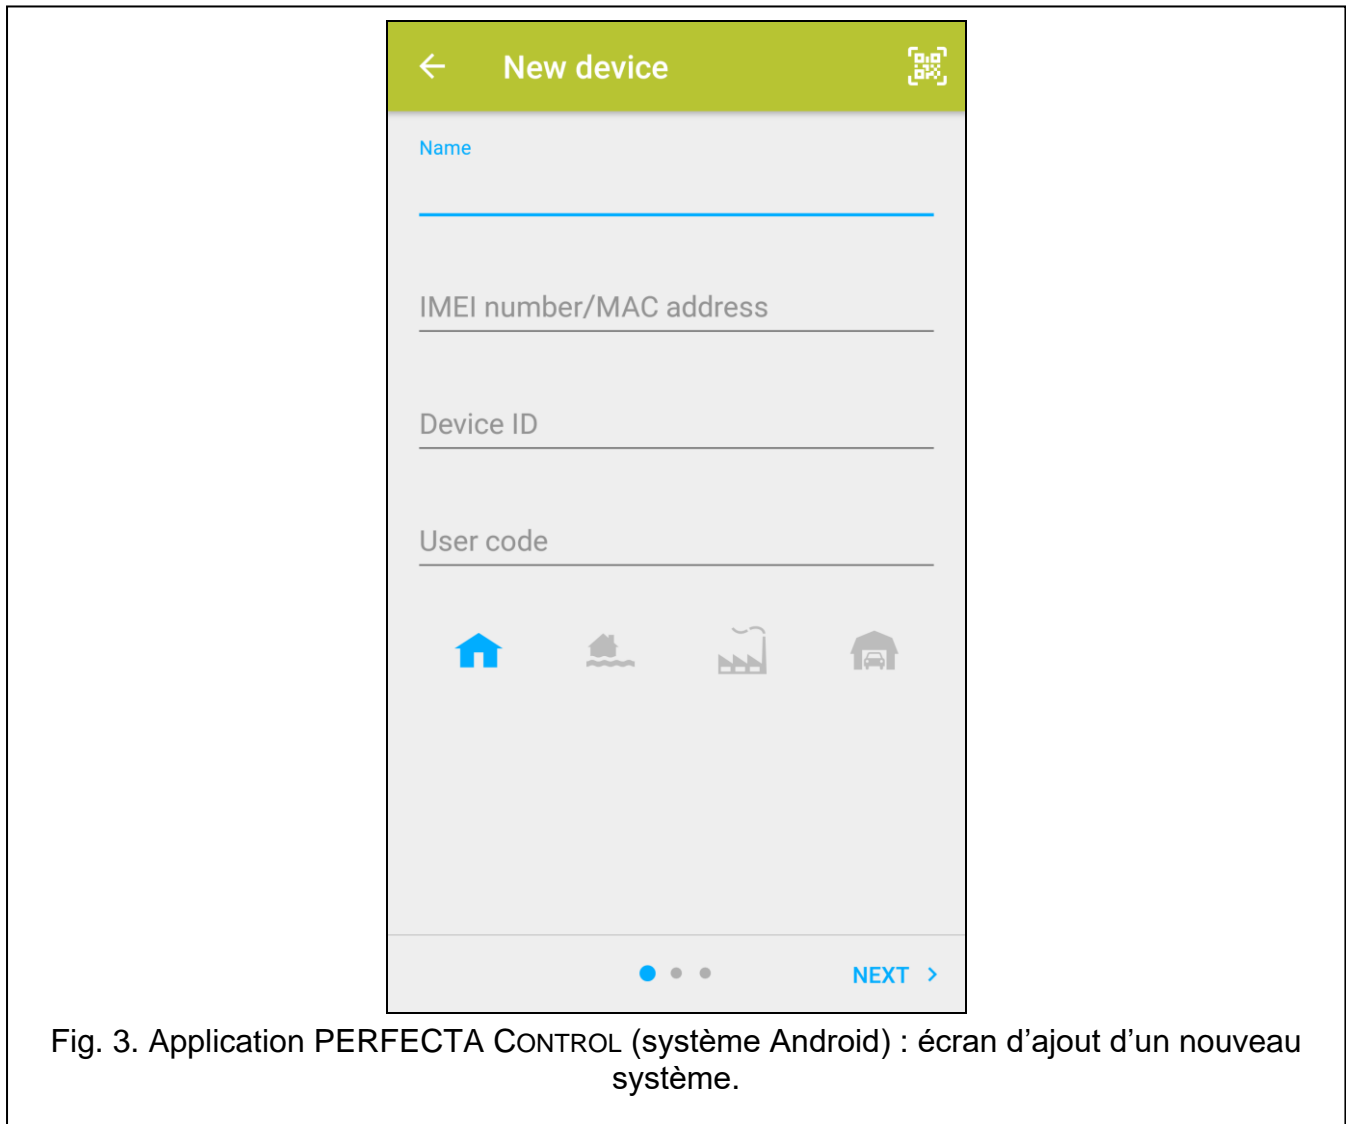 New device
Name
IMEI number/MAC address
Device ID
User code
NEXT
Fig. 3. Application PERFECTA CONTROL (système Android) : écran d’ajout d’un nouveau
système.